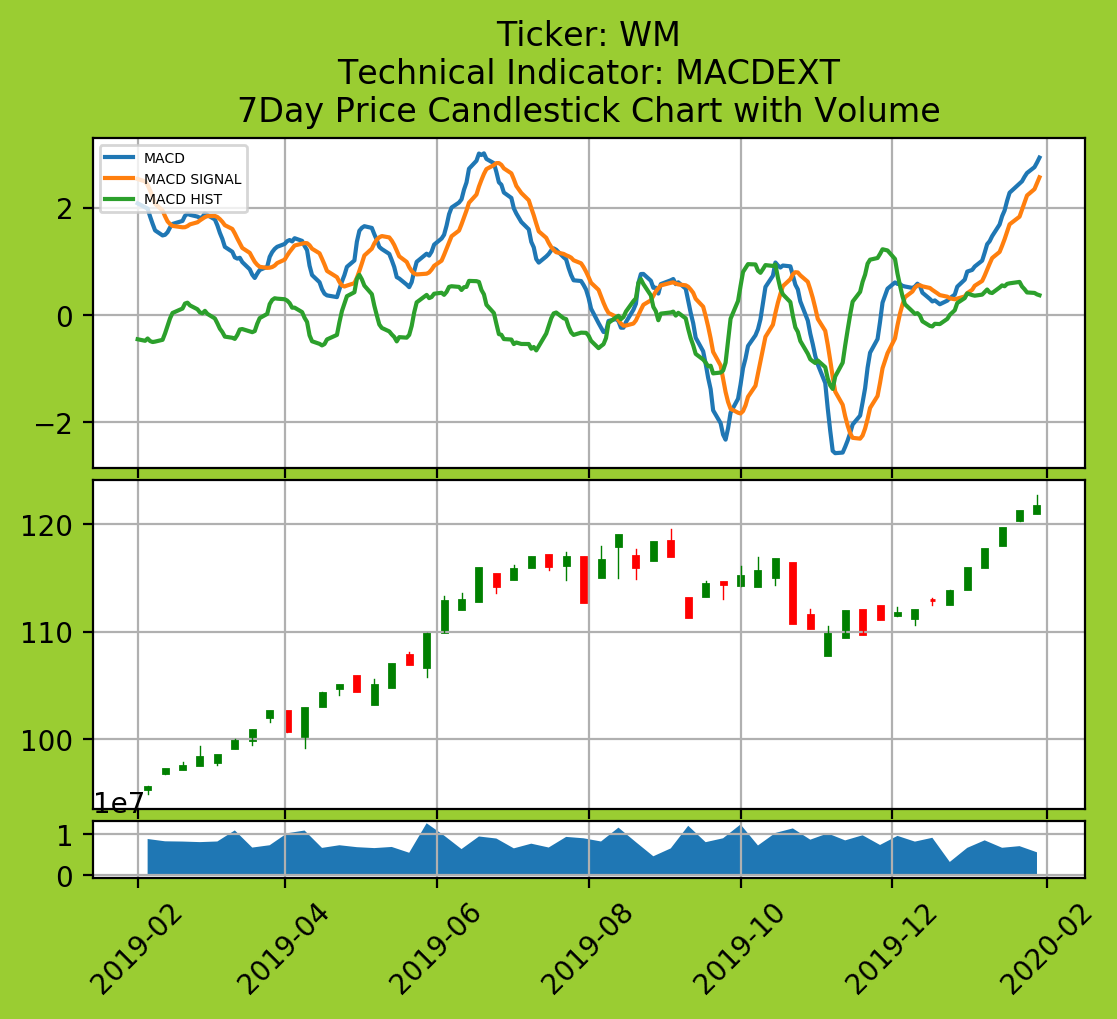 Ticker: WM
Technical Indicator: MACDEXT
7Day Price Candlestick Chart with Volume
MACD
MACD SIGNAL
MACD HIST
2
0
−2
120
110
100
1e7
1
0
2019-02
2019-04
2019-06
2019-08
2019-10
2019-12
2020-02